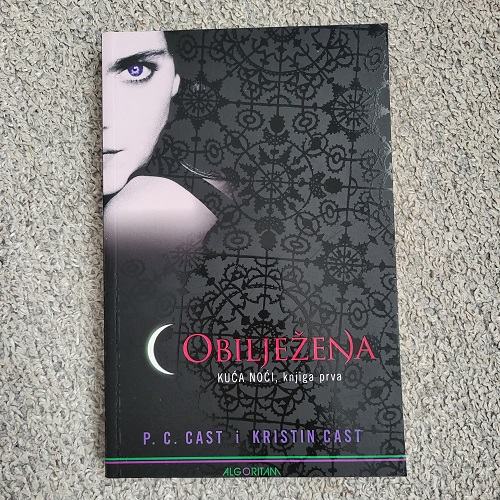 OBILJEŽENA
KUĆA NOĆI, knjiga prva
P. C. CAST i KRISTIN CAST
ALGORITAM